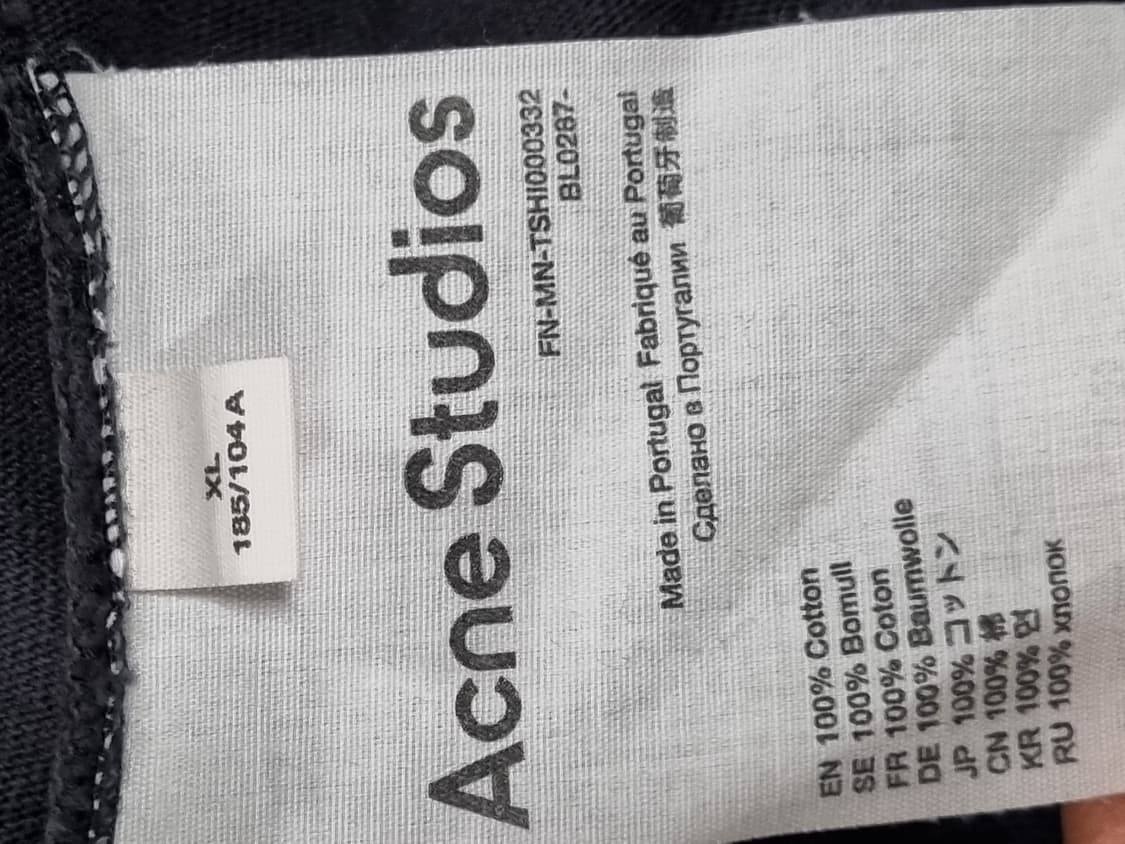 XL
185/104 A
Acne Studios
FN-MN-TSHI000332
BL0287-
Made in Portugal Fabriqué au Portugal
Сделано в Португалии 葡萄牙制造
EN 100% Cotton
SE 100% Bomull
FR 100% Coton
DE 100% Baumwolle
JP 100% コットン
CN 100% 棉
KR 100% 면
RU 100% хлопок